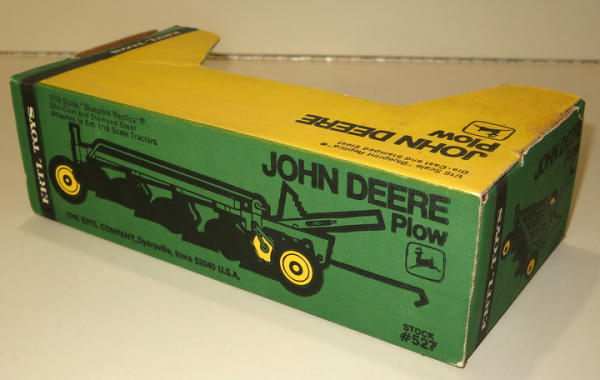 ERTL TOYS
1/16 Scale "Blueprint Replica"®
Die-Cast and Stamped Steel
Attaches to Ertl 1/16 Scale Tractors
JOHN DEERE
Plow
THE ERTL COMPANY, Dyersville, Iowa 52040 U.S.A.
STOCK
#527
JOHN DEERE
Plow
1/16 Scale "Blueprint Replica"®
Die-Cast and Stamped Steel
ERTL TOYS
ERTL TOYS